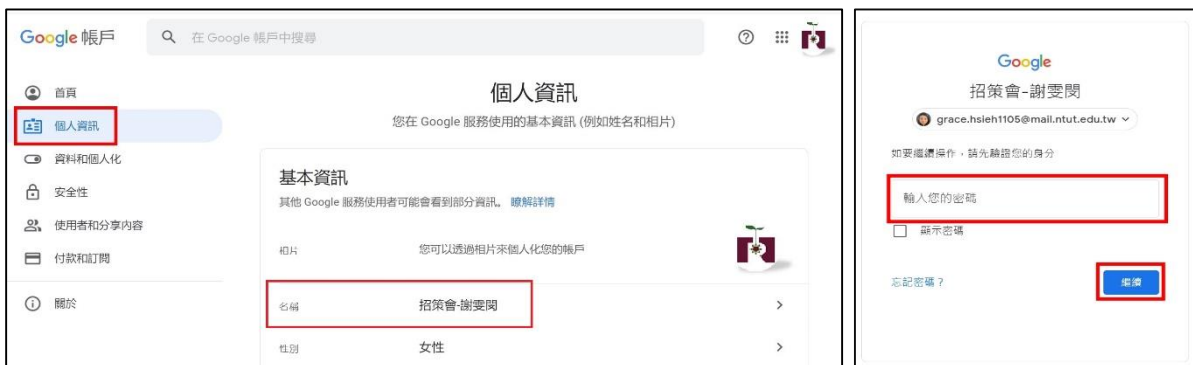 Google 帳戶
在 Google 帳戶中搜尋
首頁
個人資訊
資料和個人化
安全性
使用者和分享內容
付款和訂閱
關於
個人資訊
您在 Google 服務使用的基本資訊 (例如姓名和相片)
基本資訊
其他 Google 服務使用者可能會看到部分資訊。 瞭解詳情
相片 您可以透過相片來個人化您的帳戶
名稱 招策會-謝雯閔
性別 女性
Google
招策會-謝雯閔
grace.hsieh1105@mail.ntut.edu.tw
如要繼續操作，請先驗證您的身分
輸入您的密碼
顯示密碼
忘記密碼？
繼續